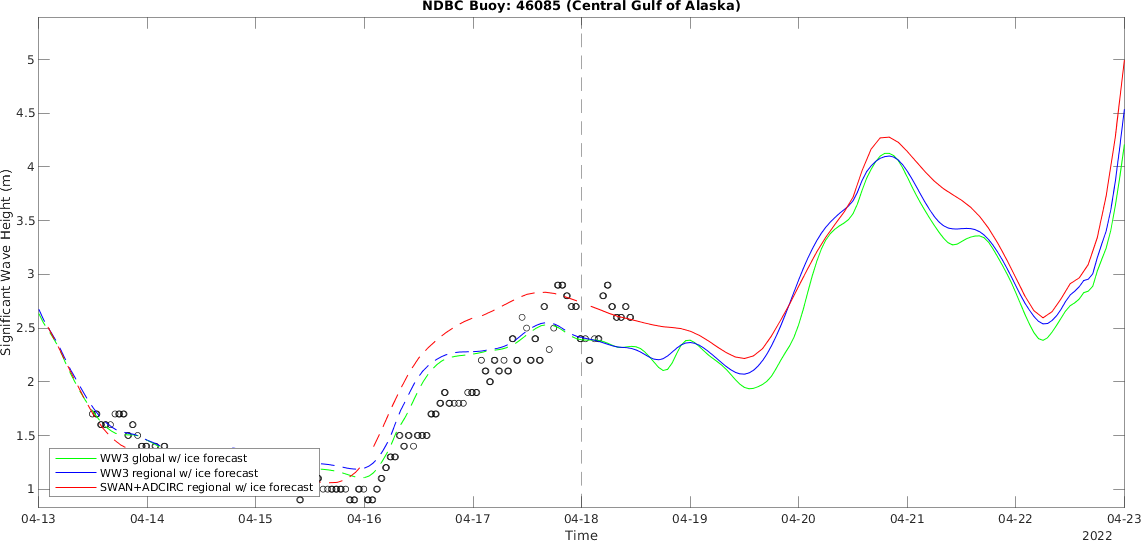 NDBC Buoy: 46085 (Central Gulf of Alaska)
5
4.5
4
3.5
3
2.5
2
1.5
1
Significant Wave Height (m)
WW3 global w/ ice forecast
WW3 regional w/ ice forecast
SWAN+ADCIRC regional w/ ice forecast
04-13 04-14 04-15 04-16 04-17 04-18 04-19 04-20 04-21 04-22 04-23
Time
2022